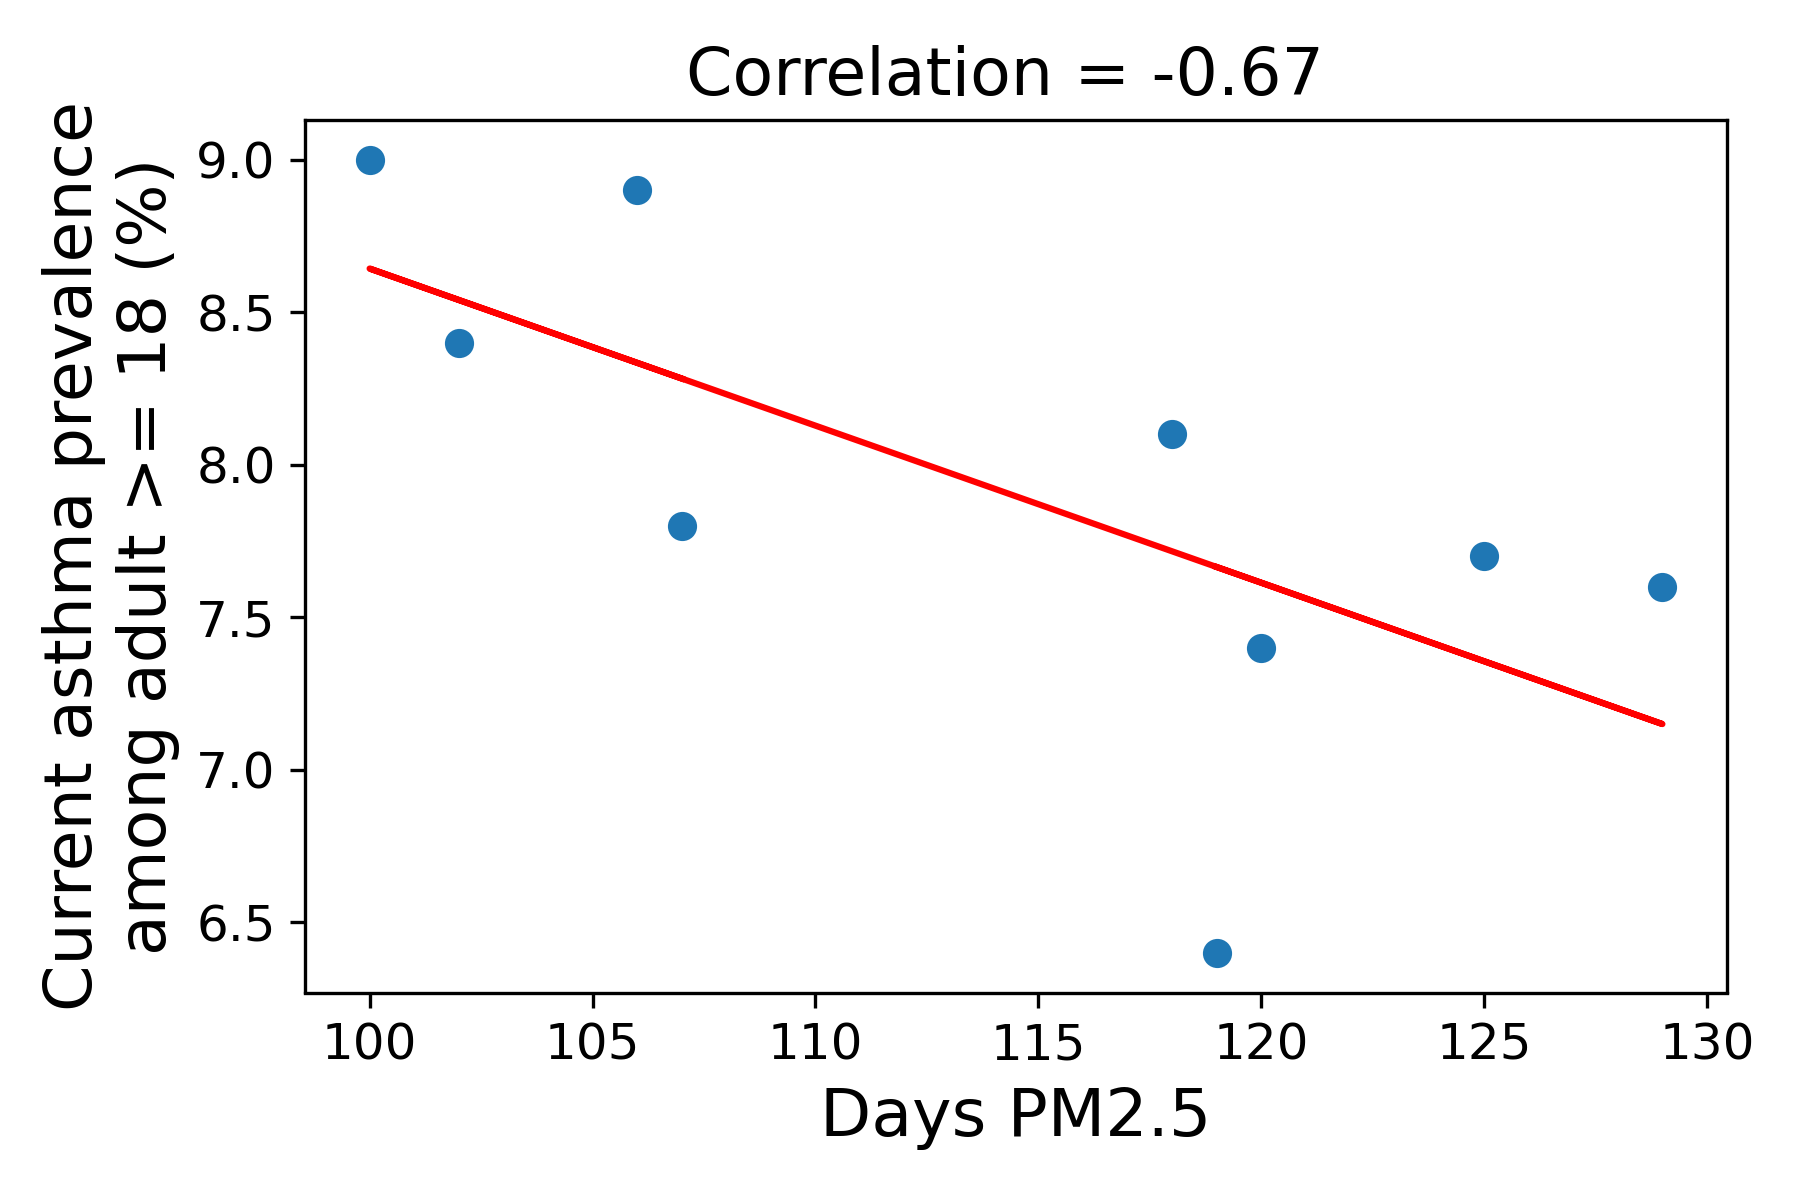 Correlation = -0.67
Current asthma prevalence
among adult >= 18 (%)
9.0
8.5
8.0
7.5
7.0
6.5
100 105 110 115 120 125 130
Days PM2.5